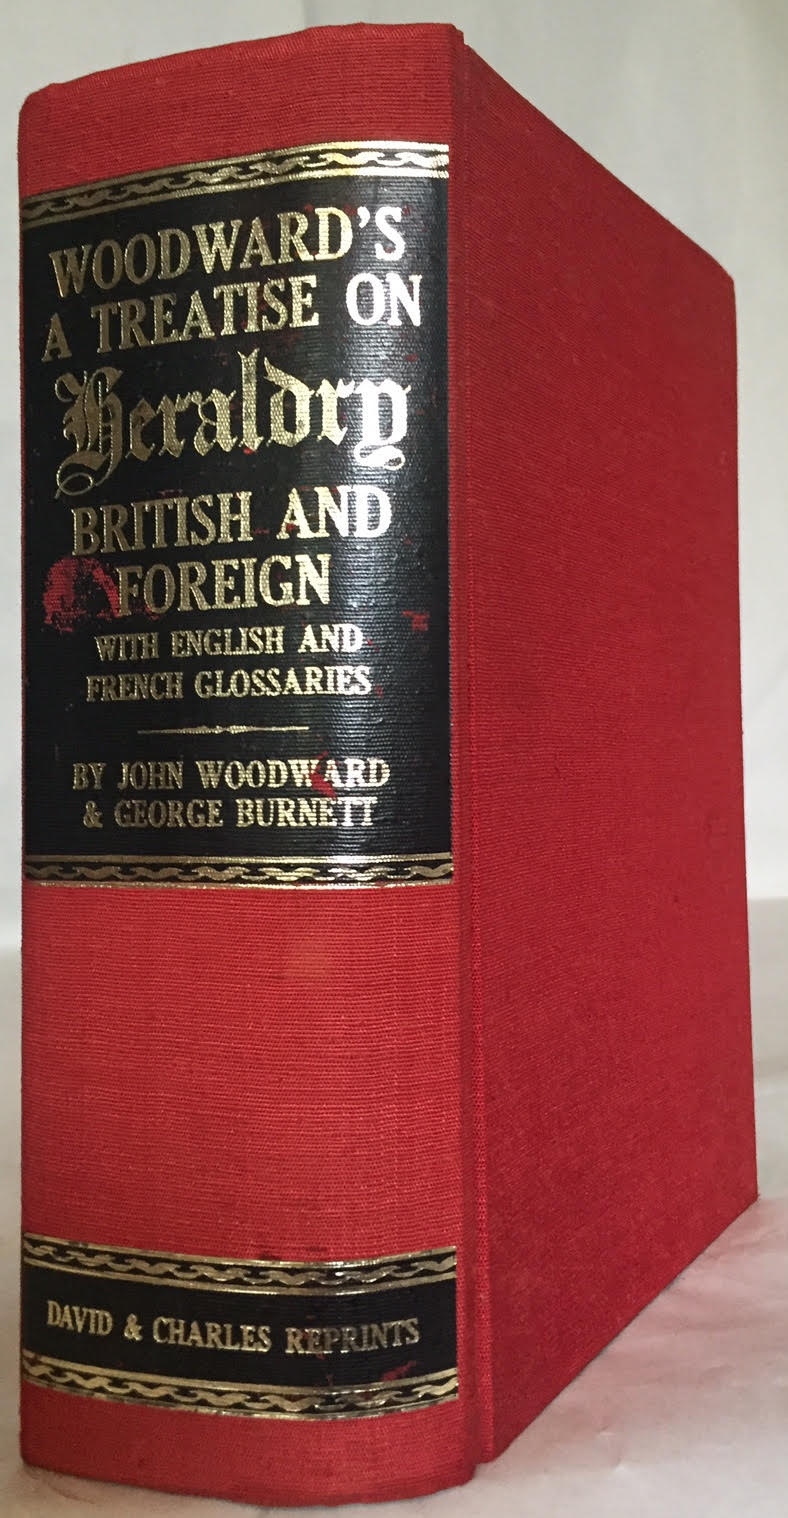 WOODWARD'S
A TREATISE ON
Heraldry
BRITISH AND
FOREIGN
WITH ENGLISH AND
FRENCH GLOSSARIES
BY JOHN WOODWARD
& GEORGE BURNETT
DAVID & CHARLES REPRINTS